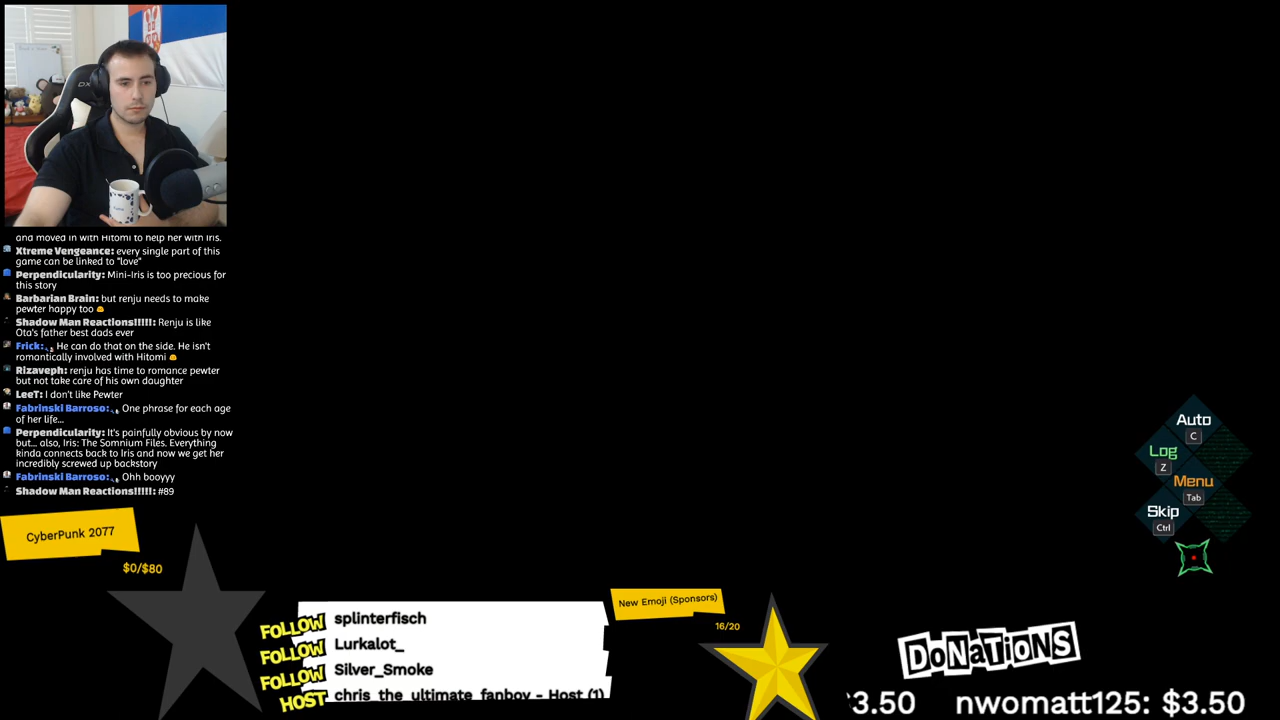 DX
and moved in with Hitomi to help her with Iris.
Xtreme Vengeance: every single part of this
game can be linked to "love"
Perpendicularity: Mini-Iris is too precious for
this story
Barbarian Brain: but renju needs to make
pewter happy too
Shadow Man Reactions!!!!!: Renju is like
Ota's father best dads ever
Frick: He can do that on the side. He isn't
romantically involved with Hitomi
Rizaveph: renju has time to romance pewter
but not take care of his own daughter
LeeT: I don't like Pewter
Fabrinski Barroso: One phrase for each age
of her life...
Perpendicularity: It's painfully obvious by now
but... also, Iris: The Somnium Files. Everything
kinda connects back to Iris and now we get her
incredibly screwed up backstory
Fabrinski Barroso: Ohh booyyy
Shadow Man Reactions!!!!!: #89
Auto
C
Log
Z
Menu
Tab
Skip
Ctrl
CyberPunk 2077
$0/$80
FOLLOW splinterfisch
FOLLOW Lurkalot_
FOLLOW Silver_Smoke
HOST chris_the_ultimate_fanboy - Host (1)
New Emoji (Sponsors)
16/20
DoNaTioNS
3.50 nwomatt125: $3.50